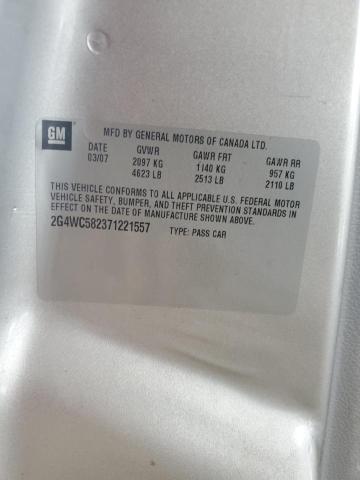 GM
MFD BY GENERAL MOTORS OF CANADA LTD.
DATE GVWR GAWR FRT GAWR RR
03/07 2097 KG 1140 KG 957 KG
4623 LB 2513 LB 2110 LB
THIS VEHICLE CONFORMS TO ALL APPLICABLE U.S. FEDERAL MOTOR
VEHICLE SAFETY, BUMPER, AND THEFT PREVENTION STANDARDS IN
EFFECT ON THE DATE OF MANUFACTURE SHOWN ABOVE.
2G4WC582371221557 TYPE: PASS CAR